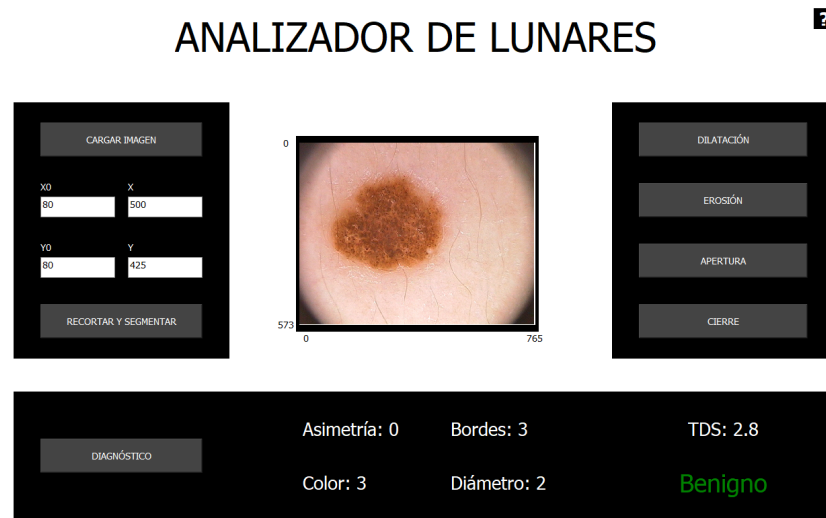 ANALIZADOR DE LUNARES
?
CARGAR IMAGEN
X0 X
80 500
Y0 Y
80 425
RECORTAR Y SEGMENTAR
0
573
0 765
DILATACIÓN
EROSIÓN
APERTURA
CIERRE
DIAGNÓSTICO
Asimetría: 0 Bordes: 3 TDS: 2.8
Color: 3 Diámetro: 2 Benigno